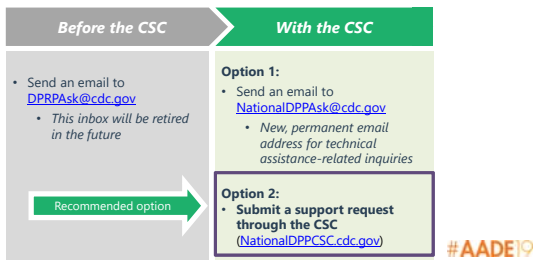 Before the CSC
With the CSC
• Send an email to
DPRPAsk@cdc.gov
• This inbox will be retired
in the future
Option 1:
• Send an email to
NationalDPPAsk@cdc.gov
• New, permanent email
address for technical
assistance-related inquiries
Recommended option
Option 2:
• Submit a support request
through the CSC
(NationalDPPCSC.cdc.gov)
#AADE19